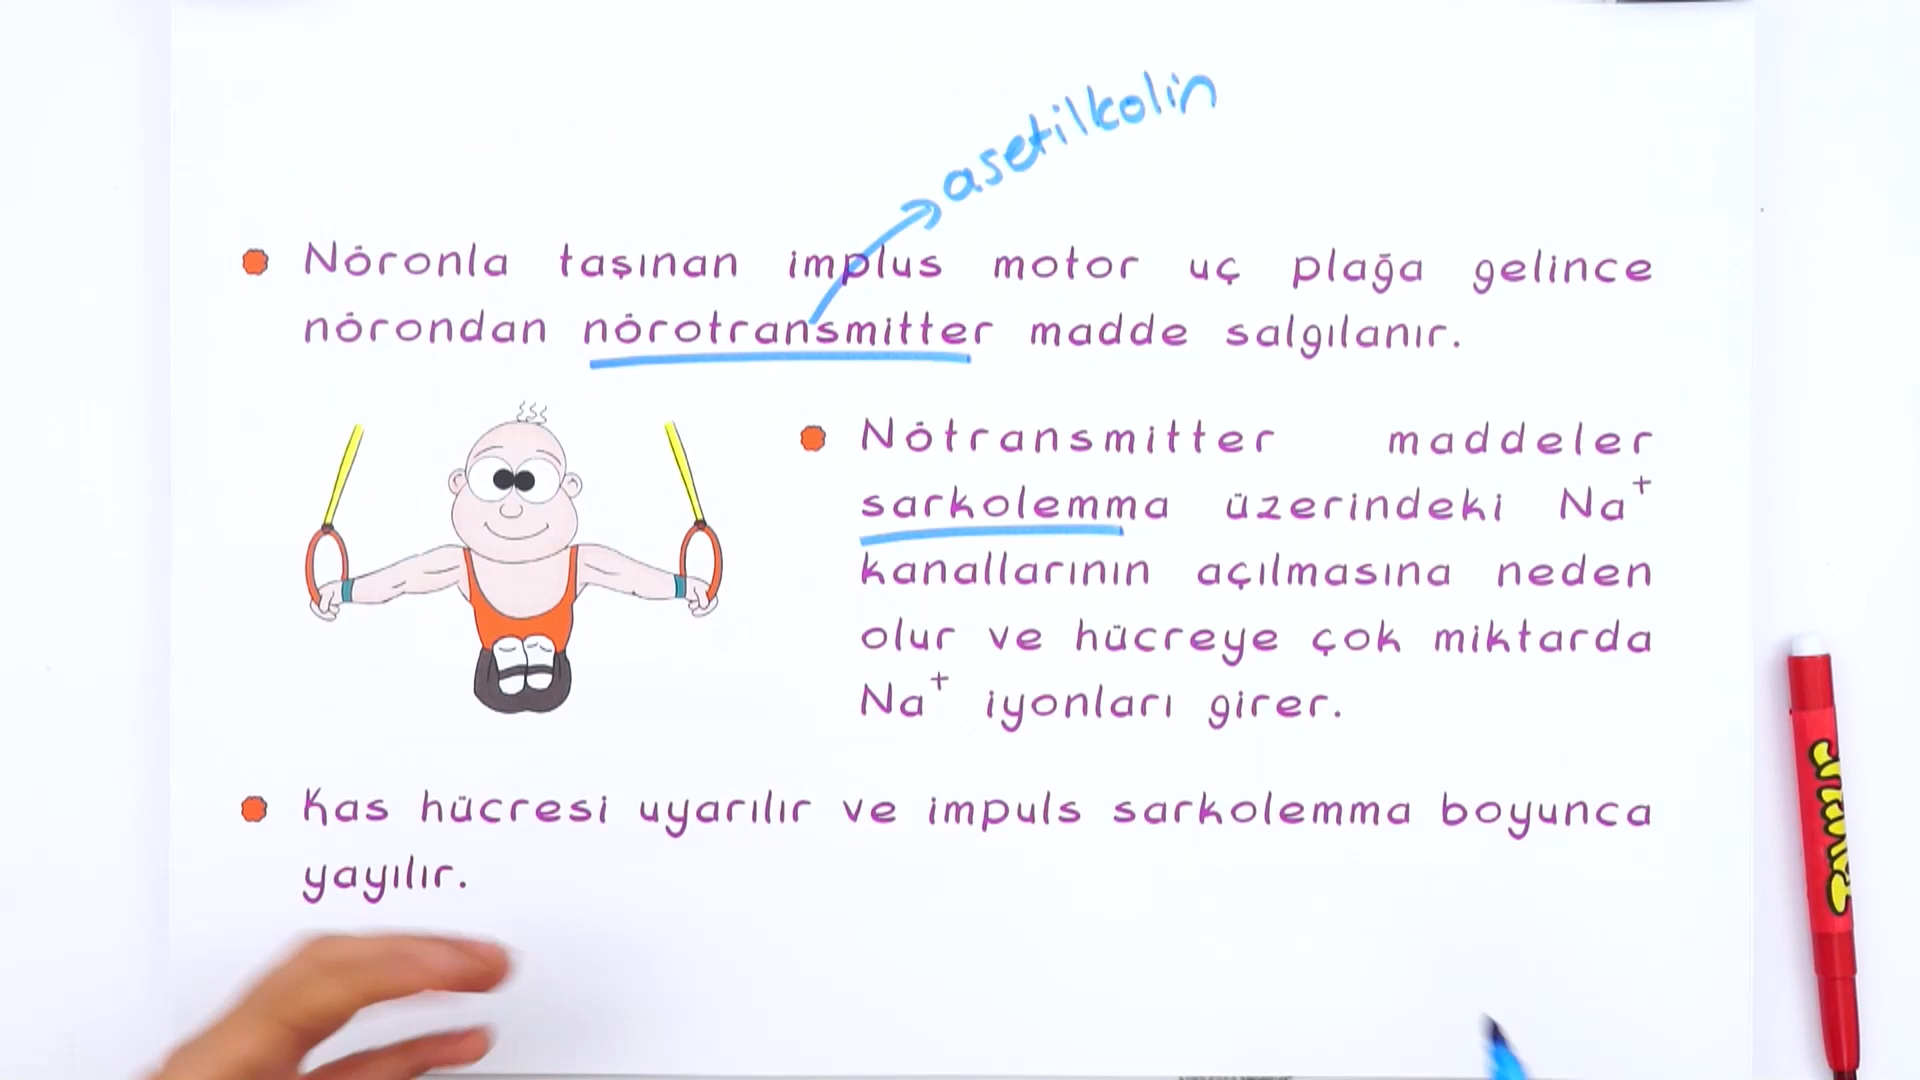 asetilkolin
Nöronla taşınan implus motor uç plağa gelince
nörondan nörotransmitter madde salgılanır.
Nötransmitter maddeler
sarkolemma üzerindeki Na⁺
kanallarının açılmasına neden
olur ve hücreye çok miktarda
Na⁺ iyonları girer.
Kas hücresi uyarılır ve impuls sarkolemma boyunca
yayılır.